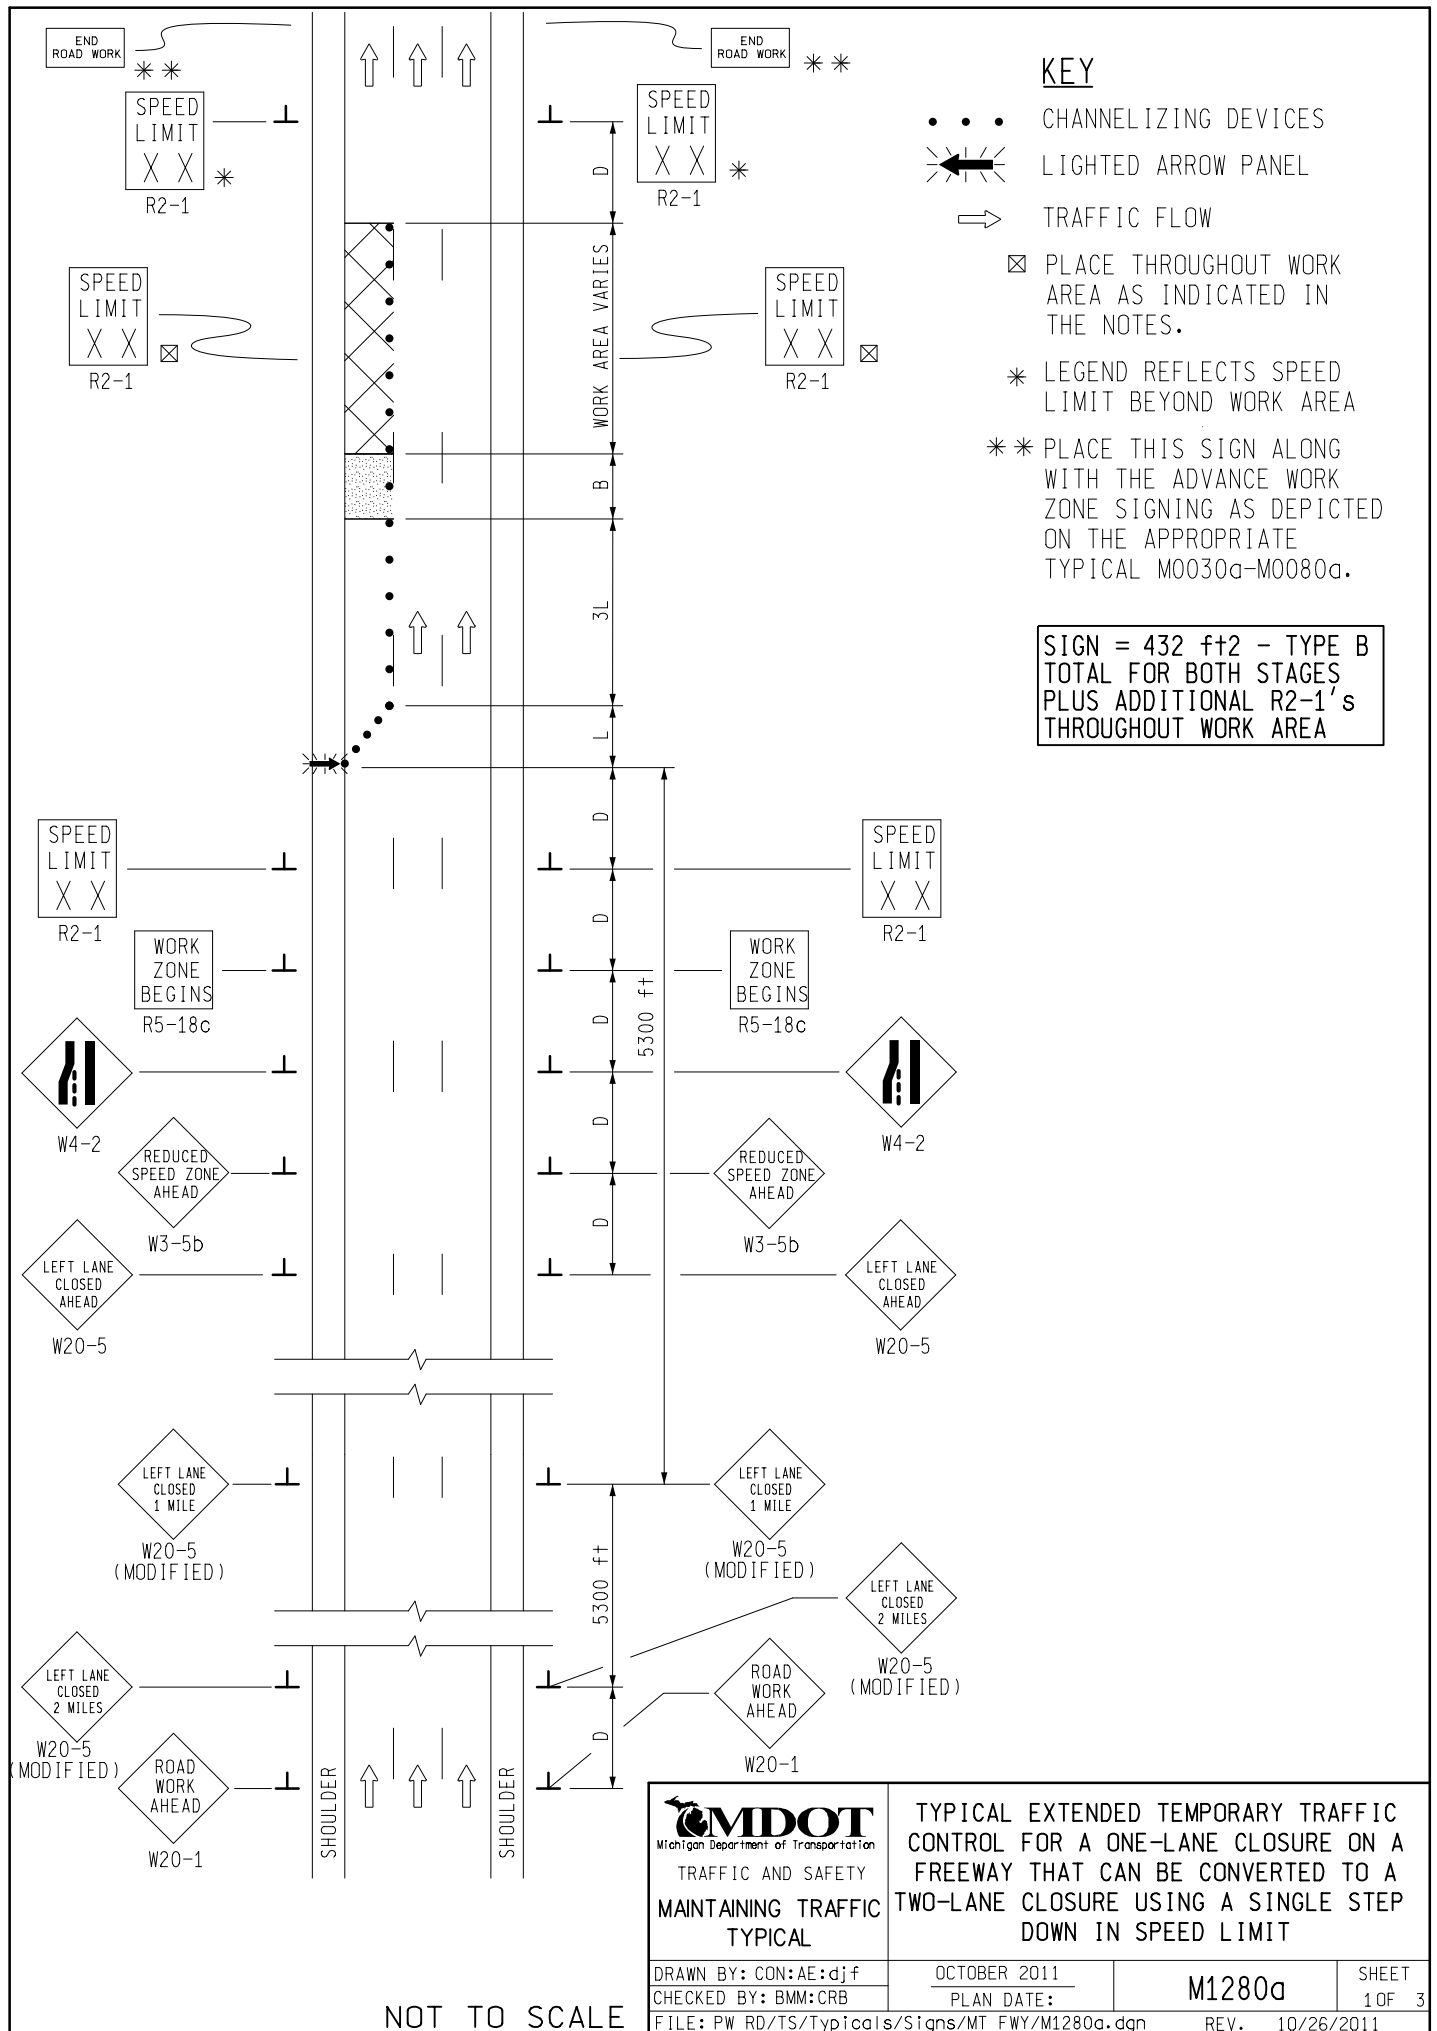 END
ROAD WORK
* *
END
ROAD WORK
* *
SPEED
LIMIT
X X
*
R2-1
SPEED
LIMIT
X X
*
R2-1
D
SPEED
LIMIT
X X
R2-1
SPEED
LIMIT
X X
R2-1
WORK AREA VARIES
B
3L
L
KEY
CHANNELIZING DEVICES
LIGHTED ARROW PANEL
TRAFFIC FLOW
PLACE THROUGHOUT WORK
AREA AS INDICATED IN
THE NOTES.
* LEGEND REFLECTS SPEED
LIMIT BEYOND WORK AREA
* * PLACE THIS SIGN ALONG
WITH THE ADVANCE WORK
ZONE SIGNING AS DEPICTED
ON THE APPROPRIATE
TYPICAL M0030a-M0080a.
SIGN = 432 ft2 - TYPE B
TOTAL FOR BOTH STAGES
PLUS ADDITIONAL R2-1's
THROUGHOUT WORK AREA
D
SPEED
LIMIT
X X
R2-1
SPEED
LIMIT
X X
R2-1
D
WORK
ZONE
BEGINS
R5-18c
WORK
ZONE
BEGINS
R5-18c
D
5300 ft
W4-2
W4-2
D
REDUCED
SPEED ZONE
AHEAD
W3-5b
REDUCED
SPEED ZONE
AHEAD
W3-5b
D
LEFT LANE
CLOSED
AHEAD
W20-5
LEFT LANE
CLOSED
AHEAD
W20-5
LEFT LANE
CLOSED
1 MILE
W20-5
(MODIFIED)
LEFT LANE
CLOSED
1 MILE
W20-5
(MODIFIED)
5300 ft
LEFT LANE
CLOSED
2 MILES
W20-5
(MODIFIED)
LEFT LANE
CLOSED
2 MILES
W20-5
(MODIFIED)
D
ROAD
WORK
AHEAD
W20-1
ROAD
WORK
AHEAD
W20-1
SHOULDER
SHOULDER
NOT TO SCALE
MDOT
Michigan Department of Transportation
TRAFFIC AND SAFETY
MAINTAINING TRAFFIC
TYPICAL
TYPICAL EXTENDED TEMPORARY TRAFFIC
CONTROL FOR A ONE-LANE CLOSURE ON A
FREEWAY THAT CAN BE CONVERTED TO A
TWO-LANE CLOSURE USING A SINGLE STEP
DOWN IN SPEED LIMIT
DRAWN BY: CON:AE:djf
CHECKED BY: BMM:CRB
OCTOBER 2011
PLAN DATE:
M1280a
SHEET
1 OF 3
FILE: PW RD/TS/Typicals/Signs/MT FWY/M1280a.dgn
REV. 10/26/2011